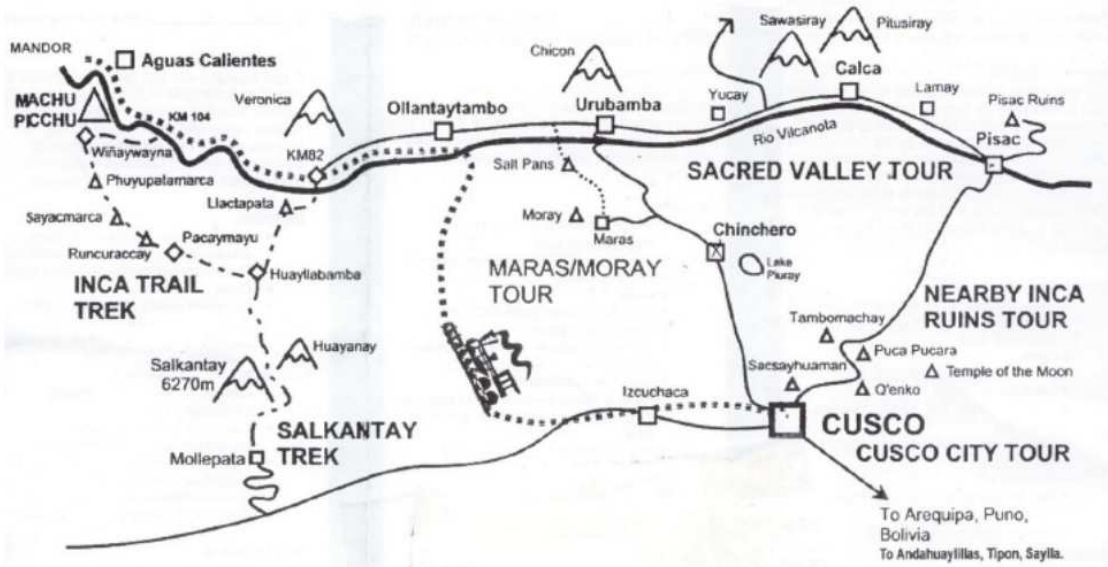 MANDOR
Aguas Calientes
MACHU
PICCHU
KM 104
Wiñaywayna
Phuyupatamarca
Sayacmarca
Runcuraccay
Pacaymayu
INCA TRAIL
TREK
Veronica
KM82
Llactapata
Huayllabamba
Salkantay
6270m
Huayanay
SALKANTAY
TREK
Mollepata
Ollantaytambo
Chicon
Urubamba
Salt Pans
Moray
Maras
MARAS/MORAY
TOUR
Izcuchaca
Sawasiray
Pitusiray
Calca
Yucay
Lamay
Pisac Ruins
Rio Vilcanota
Pisac
SACRED VALLEY TOUR
Chinchero
Lake
Piuray
NEARBY INCA
RUINS TOUR
Tambomachay
Puca Pucara
Sacsayhuaman
Temple of the Moon
Q'enko
CUSCO
CUSCO CITY TOUR
To Arequipa, Puno,
Bolivia
To Andahuaylillas, Tipon, Saylla.